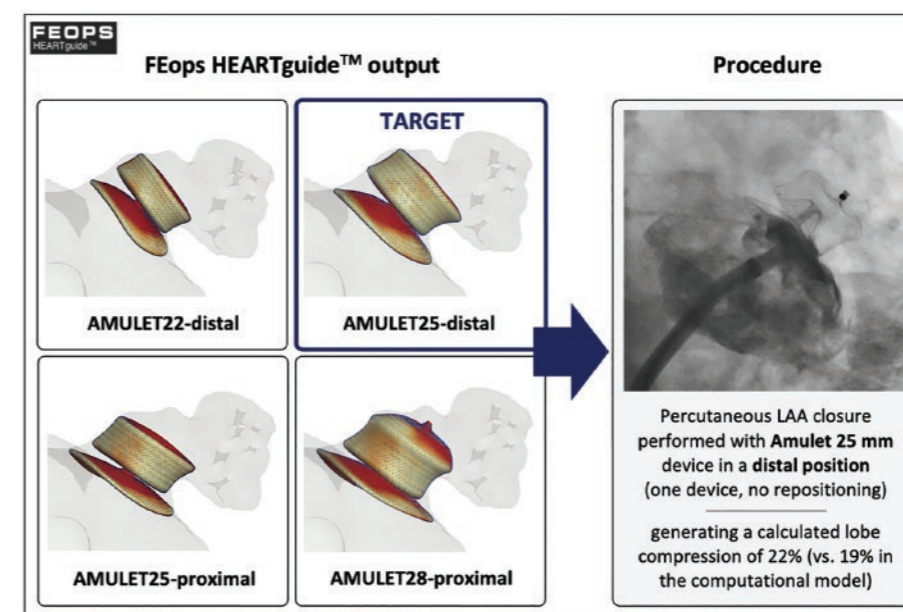 FEOPS
HEARTguide™
FEops HEARTguide™ output
Procedure
TARGET
AMULET22-distal
AMULET25-distal
AMULET25-proximal
AMULET28-proximal
Percutaneous LAA closure
performed with Amulet 25 mm
device in a distal position
(one device, no repositioning)
generating a calculated lobe
compression of 22% (vs. 19% in
the computational model)